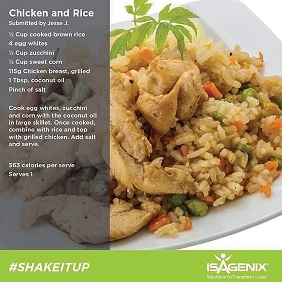 Chicken and Rice
Submitted by Jesse J.
½ Cup cooked brown rice
4 egg whites
½ Cup zucchini
½ Cup sweet corn
115g Chicken breast, grilled
1 Tbsp, coconut oil
Pinch of salt
Cook egg whites, zucchini
and corn with the coconut oil
in large skillet. Once cooked,
combine with rice and top
with grilled chicken. Add salt
and serve.
563 calories per serve
Serves 1
#SHAKEITUP
ISAGENIX
Solutions to Transform Lives